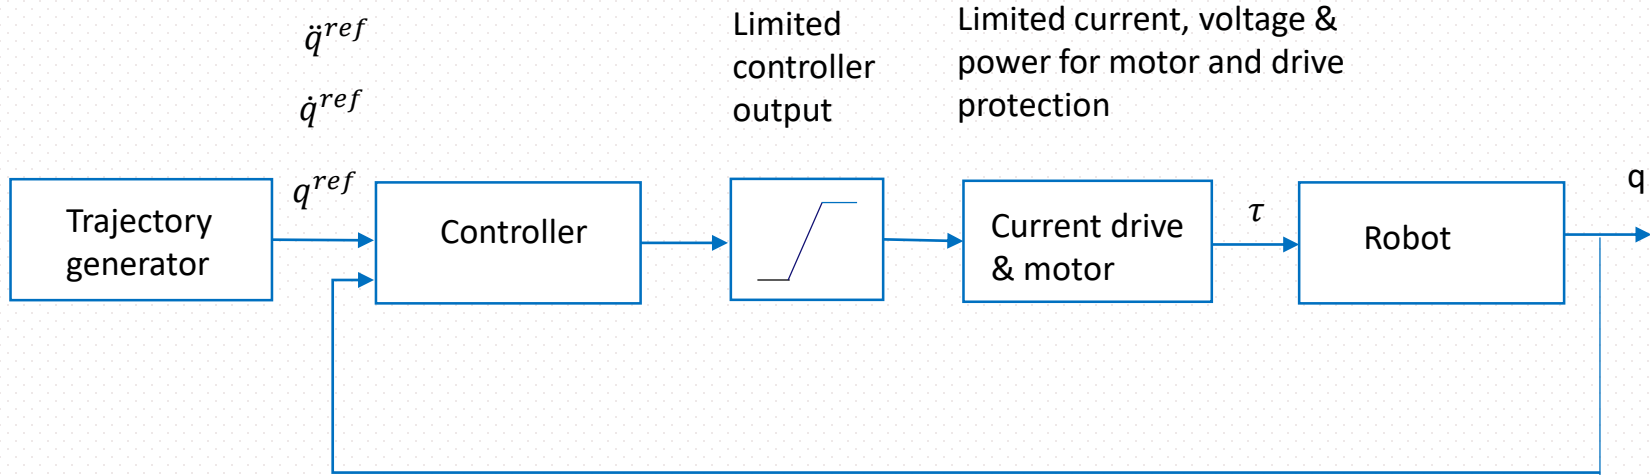 q̈ʳᵉᶠ
q̇ʳᵉᶠ
qʳᵉᶠ
Limited
controller
output
Limited current, voltage &
power for motor and drive
protection
Trajectory
generator
Controller
Current drive
& motor
τ
Robot
q